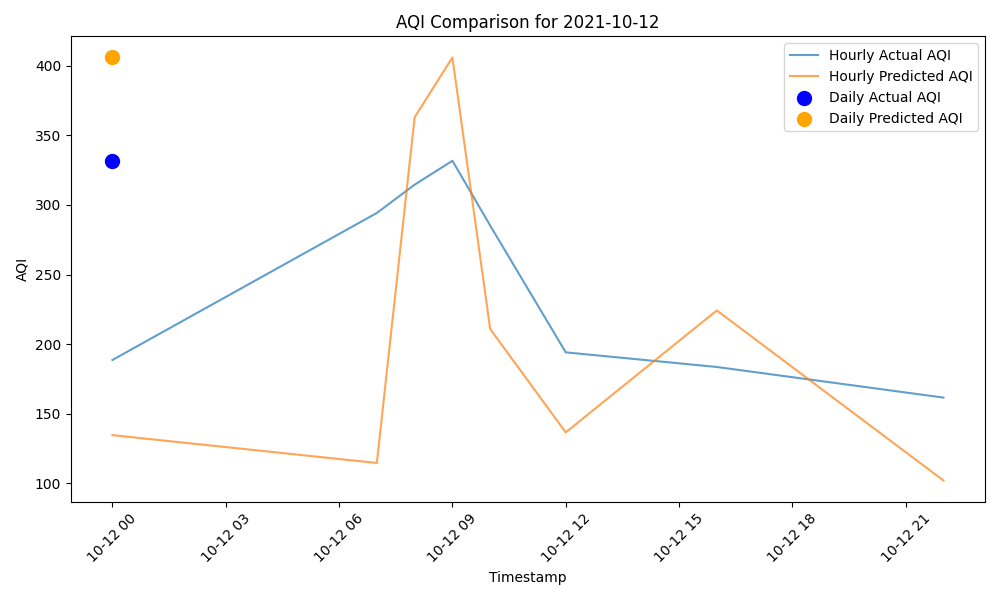 AQI Comparison for 2021-10-12
Hourly Actual AQI
Hourly Predicted AQI
Daily Actual AQI
Daily Predicted AQI
AQI
400
350
300
250
200
150
100
10-12 00
10-12 03
10-12 06
10-12 09
10-12 12
10-12 15
10-12 18
10-12 21
Timestamp